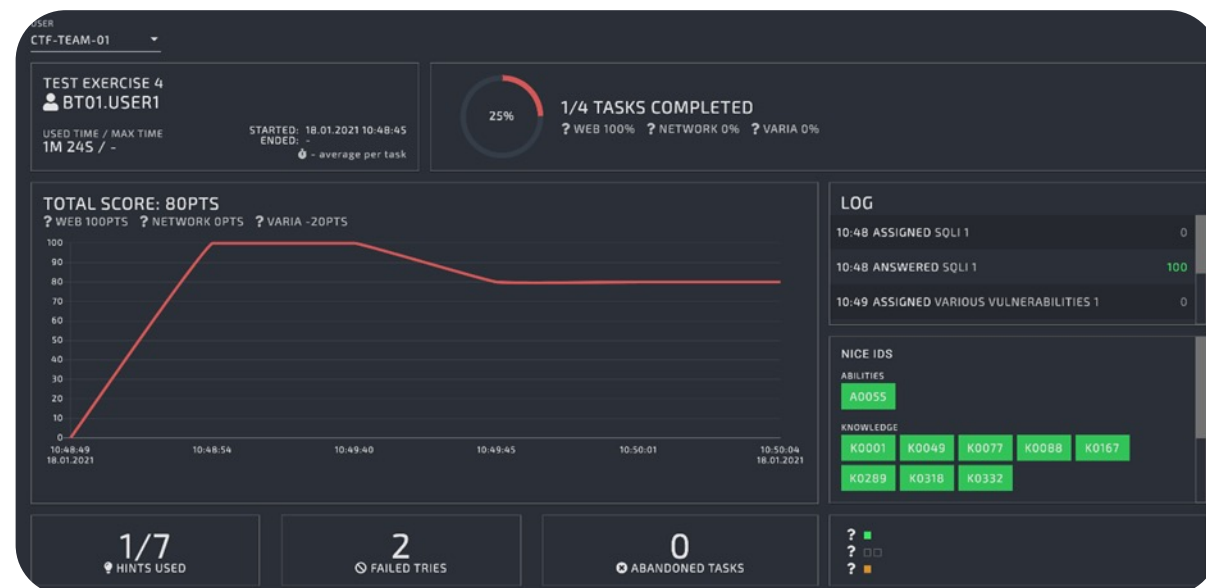 USER
CTF-TEAM-01
TEST EXERCISE 4
BT01.USER1
USED TIME / MAX TIME
1M 24S / -
STARTED: 18.01.2021 10:48:45
ENDED: -
- average per task
25%
1/4 TASKS COMPLETED
? WEB 100% ? NETWORK 0% ? VARIA 0%
TOTAL SCORE: 80PTS
? WEB 100PTS ? NETWORK 0PTS ? VARIA -20PTS
100
90
80
70
60
50
40
30
20
10
0
10:48:49 10:48:54 10:49:40 10:49:45 10:50:01 10:50:04
18.01.2021 18.01.2021
LOG
10:48 ASSIGNED SQLI 1 0
10:48 ANSWERED SQLI 1 100
10:49 ASSIGNED VARIOUS VULNERABILITIES 1 0
NICE IDS
ABILITIES
A0055
KNOWLEDGE
K0001 K0049 K0077 K0088 K0167
K0289 K0318 K0332
1/7
HINTS USED
2
FAILED TRIES
0
ABANDONED TASKS
?
?
?